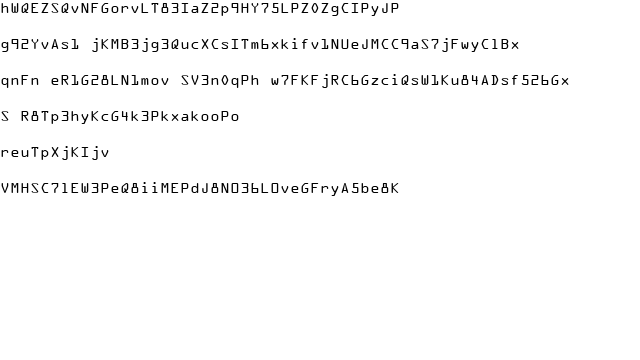 hWQEZSQvNFGorvLT83IaZ2p9HY75LPZ0ZgCIPyJP
g92YvAs1 jKMB3jg3QucXCsITm6xkifv1NUeJMCC9aS7jFwyC1Bx
qnFn eR1G28LN1mov SV3n0qPh w7FKFjRC6GzciQsW1Ku84ADsf526Gx
S R8Tp3hyKcG4k3PkxakooPo
reuTpXjKIjv
VMHSC71EW3PeQ8iiMEPdJ8NO36LOveGFryA5be8K